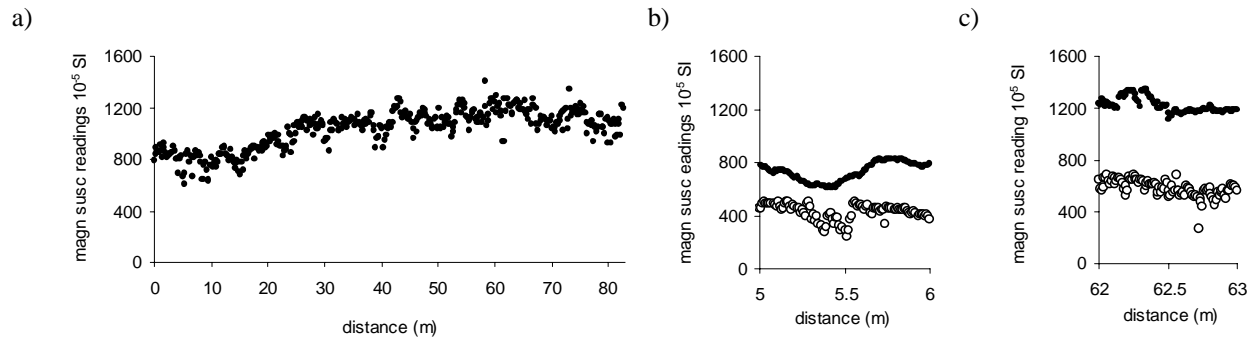 a)
magn susc readings 10-5 SI
1600
1200
800
400
0
0 10 20 30 40 50 60 70 80
distance (m)
b)
magn susc eadings 10-5 SI
1600
1200
800
400
0
5 5.5 6
distance (m)
c)
magn susc reading 10-5 SI
1600
1200
800
400
0
62 62.5 63
distance (m)